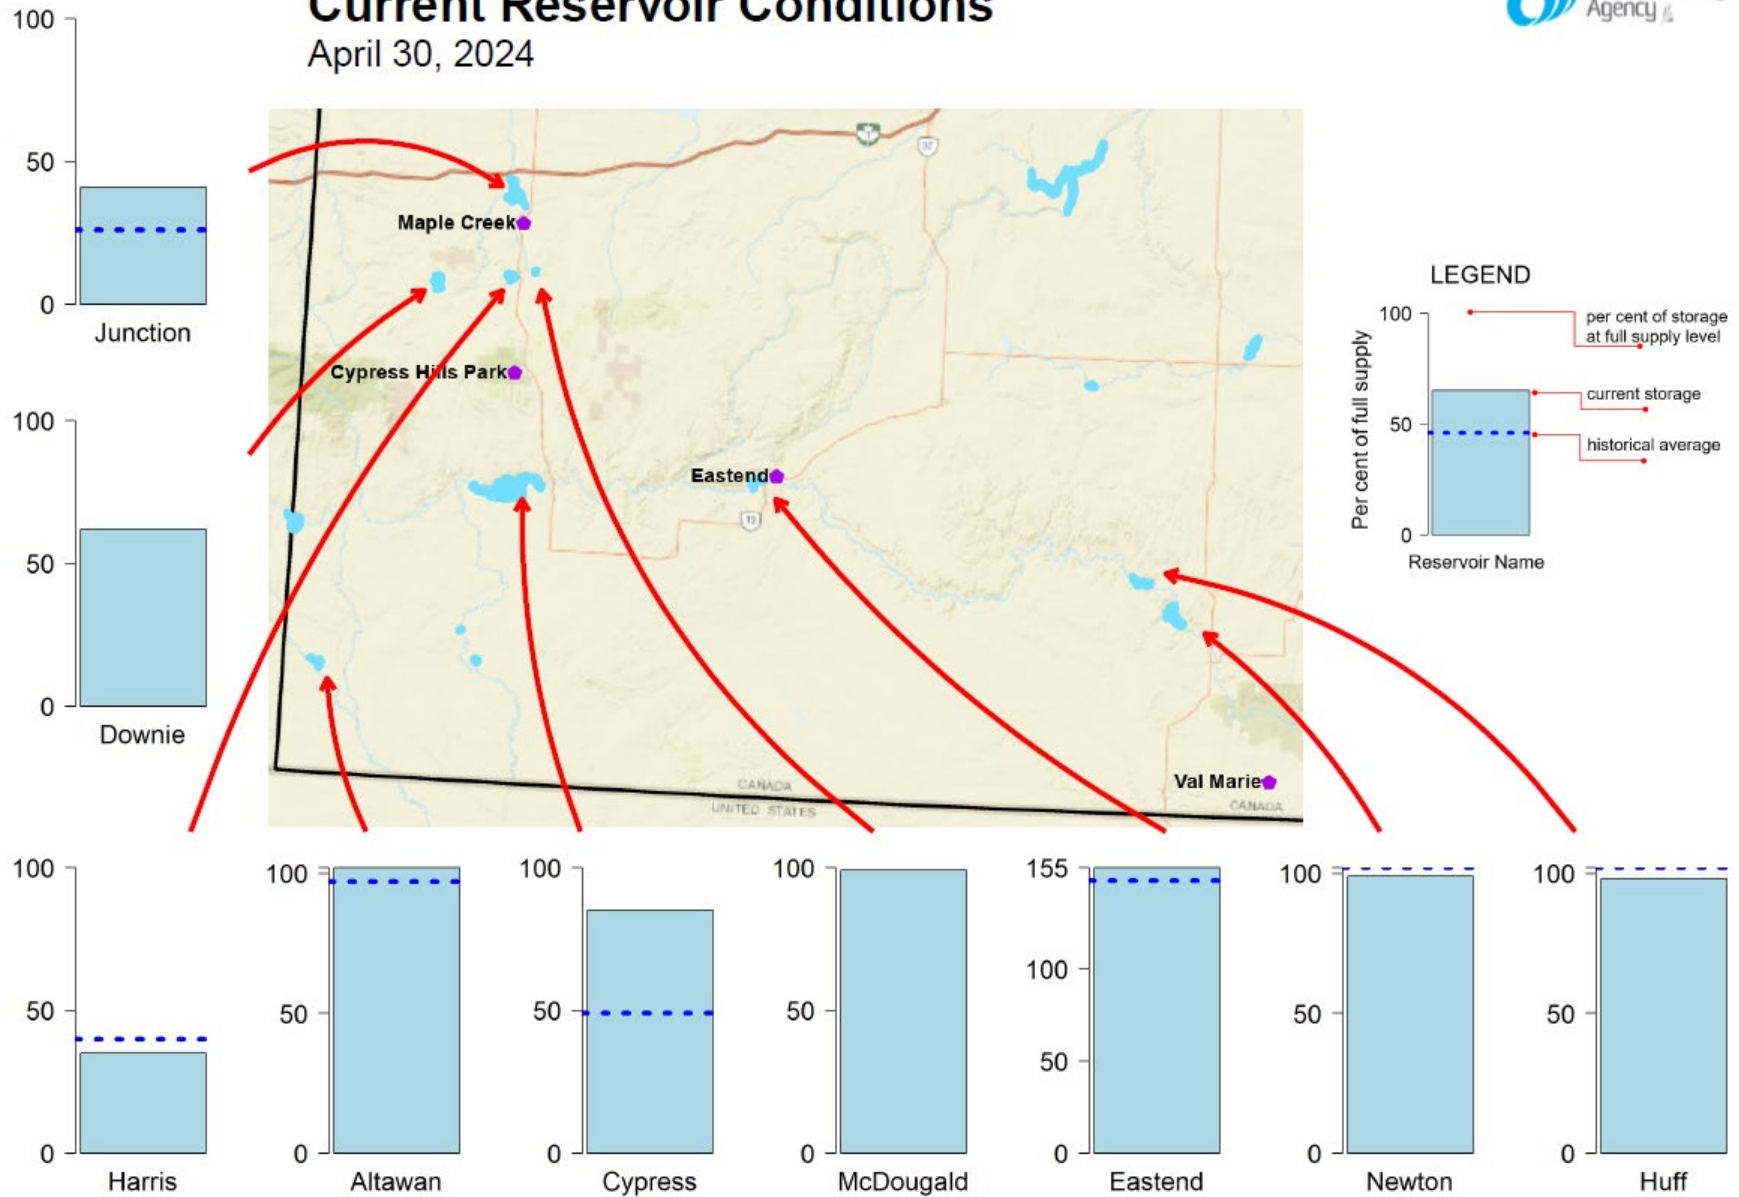 Current Reservoir Conditions
April 30, 2024
Agency
100
50
0
Junction
100
50
0
Downie
37
Maple Creek
Cypress Hills Park
Eastend
13
Val Marie
CANADA
UNITED STATES
CANADA
LEGEND
Per cent of full supply
100
50
0
per cent of storage
at full supply level
current storage
historical average
Reservoir Name
100
50
0
Harris
100
50
0
Altawan
100
50
0
Cypress
100
50
0
McDougald
155
100
50
0
Eastend
100
50
0
Newton
100
50
0
Huff